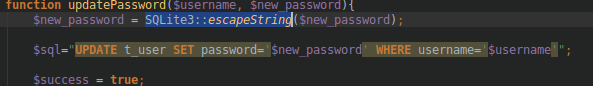 function updatePassword($username, $new_password){
$new_password = SQLite3::escapeString($new_password);
$sql="UPDATE t_user SET password='$new_password' WHERE username='$username'";
$success = true;